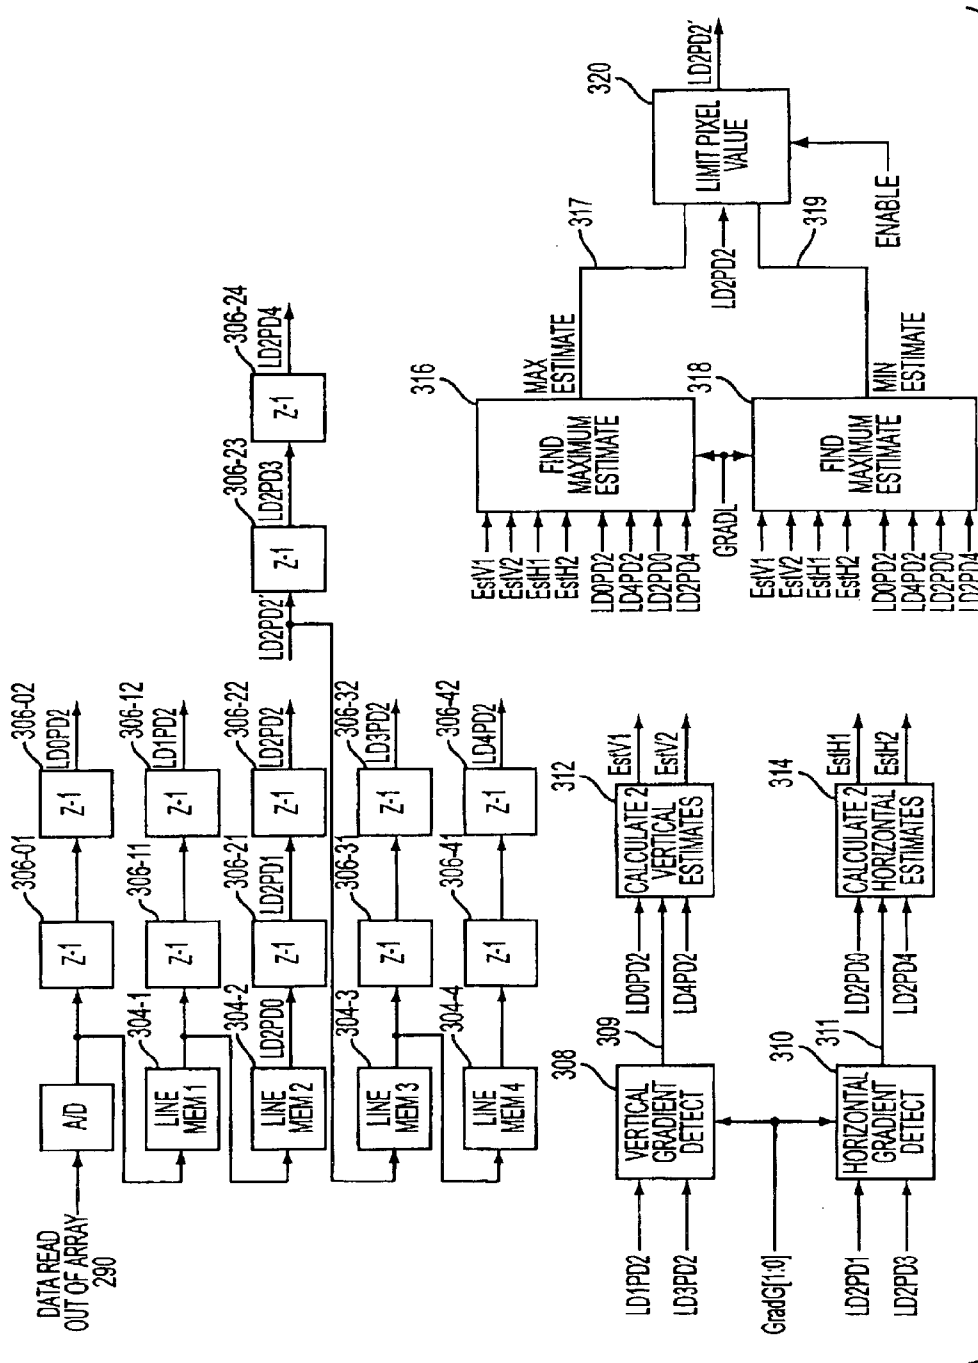 DATA READ
OUT OF ARRAY
290
A/D
306-01
Z-1
306-02
Z-1
LD0PD2
304-1
LINE
MEM 1
306-11
Z-1
306-12
Z-1
LD1PD2
304-2
LINE
MEM 2
LD2PD0
306-21
Z-1
LD2PD1
306-22
Z-1
LD2PD2
LD2PD2'
306-23
Z-1
LD2PD3
306-24
Z-1
LD2PD4
304-3
LINE
MEM 3
306-31
Z-1
306-32
Z-1
LD3PD2
304-4
LINE
MEM 4
306-41
Z-1
306-42
Z-1
LD4PD2
LD1PD2
LD3PD2
308
VERTICAL
GRADIENT
DETECT
309
LD0PD2
LD4PD2
312
CALCULATE 2
VERTICAL
ESTIMATES
EstV1
EstV2
GradG[1:0]
LD2PD1
LD2PD3
310
HORIZONTAL
GRADIENT
DETECT
311
LD2PD0
LD2PD4
314
CALCULATE 2
HORIZONTAL
ESTIMATES
EstH1
EstH2
EstV1
EstV2
EstH1
EstH2
LD0PD2
LD4PD2
LD2PD0
LD2PD4
316
FIND
MAXIMUM
ESTIMATE
MAX
ESTIMATE
317
GRADL
EstV1
EstV2
EstH1
EstH2
LD0PD2
LD4PD2
LD2PD0
LD2PD4
318
FIND
MAXIMUM
ESTIMATE
MIN
ESTIMATE
319
LD2PD2
320
LIMIT PIXEL
VALUE
LD2PD2'
ENABLE